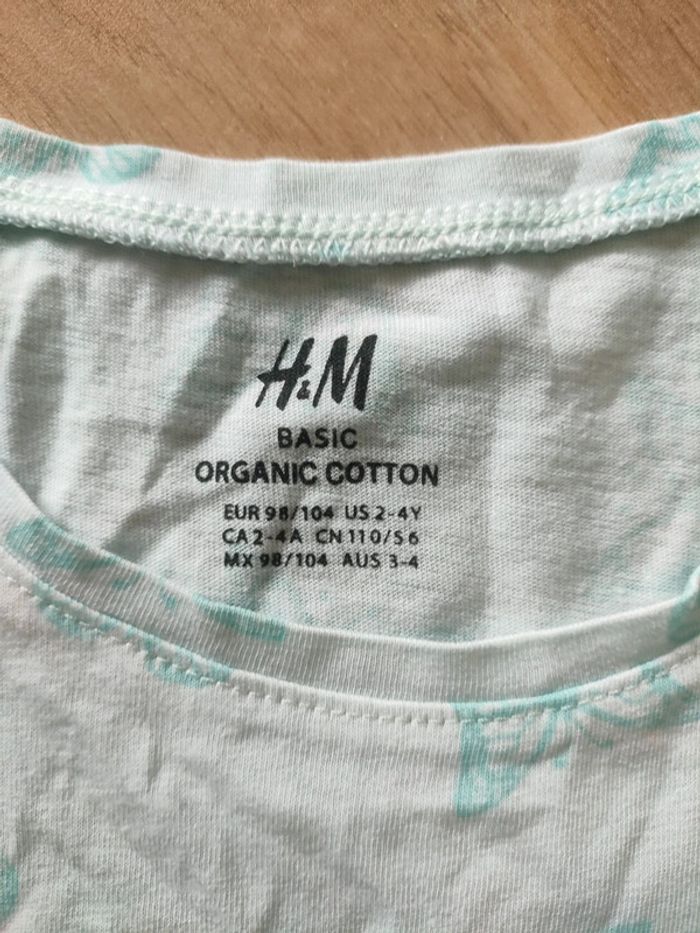 H&M
BASIC
ORGANIC COTTON
EUR 98/104 US 2-4Y
CA 2-4A CN 110/56
MX 98/104 AUS 3-4